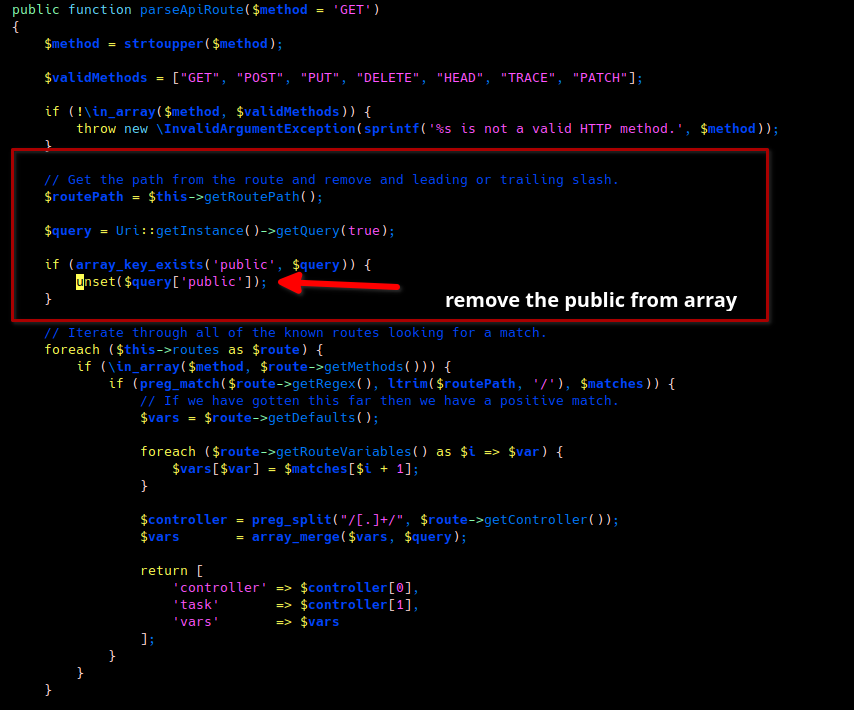 public function parseApiRoute($method = 'GET')
{
    $method = strtoupper($method);

    $validMethods = ["GET", "POST", "PUT", "DELETE", "HEAD", "TRACE", "PATCH"];

    if (!\in_array($method, $validMethods)) {
        throw new \InvalidArgumentException(sprintf('%s is not a valid HTTP method.', $method));
    }

    // Get the path from the route and remove and leading or trailing slash.
    $routePath = $this->getRoutePath();

    $query = Uri::getInstance()->getQuery(true);

    if (array_key_exists('public', $query)) {
        unset($query['public']);
    }
remove the public from array

    // Iterate through all of the known routes looking for a match.
    foreach ($this->routes as $route) {
        if (\in_array($method, $route->getMethods())) {
            if (preg_match($route->getRegex(), ltrim($routePath, '/'), $matches)) {
                // If we have gotten this far then we have a positive match.
                $vars = $route->getDefaults();

                foreach ($route->getRouteVariables() as $i => $var) {
                    $vars[$var] = $matches[$i + 1];
                }

                $controller = preg_split("/[.]+/", $route->getController());
                $vars       = array_merge($vars, $query);

                return [
                    'controller' => $controller[0],
                    'task'       => $controller[1],
                    'vars'       => $vars
                ];
            }
        }
    }